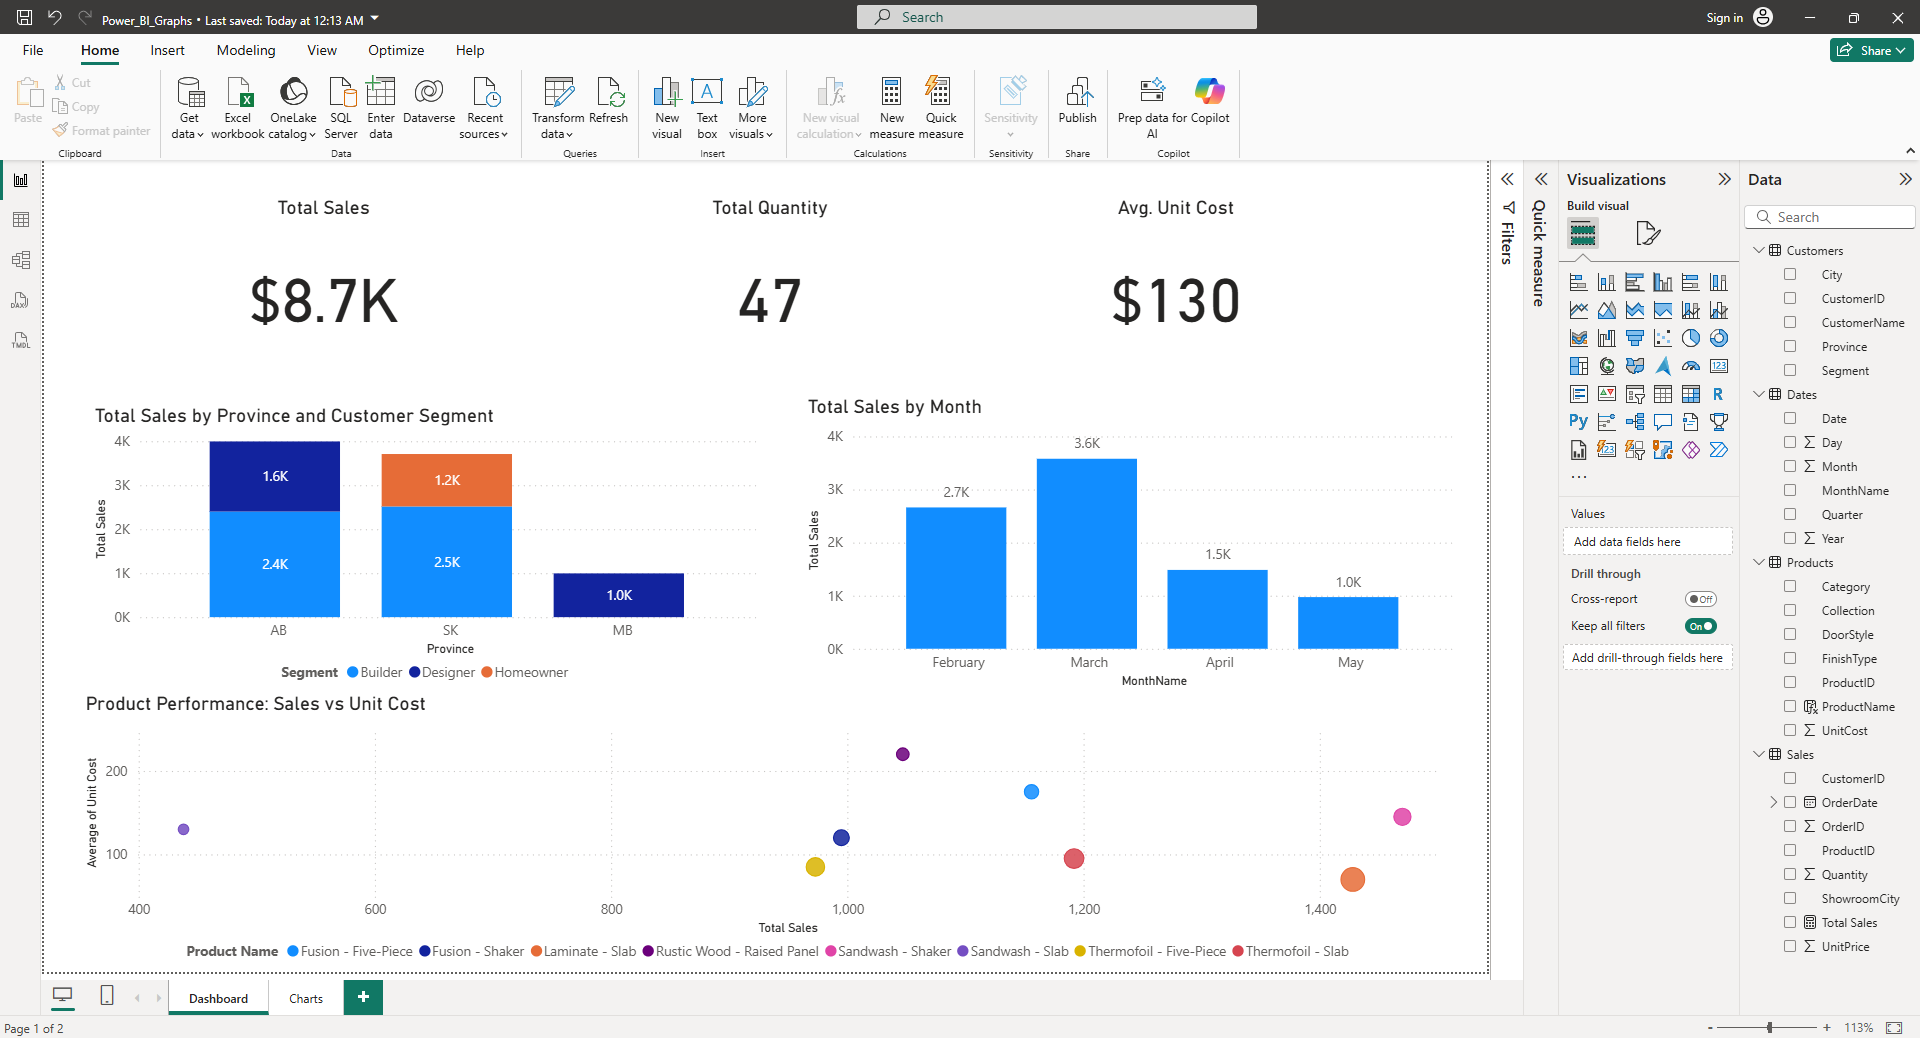 Power_BI_Graphs • Last saved: Today at 12:13 AM
Search
Sign in
File
Home
Insert
Modeling
View
Optimize
Help
Share
Paste
Cut
Copy
Format painter
Clipboard
Get data
Excel workbook
OneLake catalog
SQL Server
Enter data
Dataverse
Recent sources
Data
Transform data
Refresh
Queries
New visual
Text box
More visuals
Insert
New visual calculation
New measure
Quick measure
Calculations
Sensitivity
Sensitivity
Publish
Share
Prep data for AI
Copilot
Copilot
DAX
TMDL
Total Sales
$8.7K
Total Quantity
47
Avg. Unit Cost
$130
Total Sales by Province and Customer Segment
4K
3K
2K
1K
0K
Total Sales
1.6K
2.4K
1.2K
2.5K
1.0K
AB
SK
MB
Province
Segment Builder Designer Homeowner
Total Sales by Month
4K
3K
2K
1K
0K
Total Sales
2.7K
3.6K
1.5K
1.0K
February
March
April
May
MonthName
Product Performance: Sales vs Unit Cost
200
100
Average of Unit Cost
400
600
800
1,000
1,200
1,400
Total Sales
Product Name Fusion - Five-Piece Fusion - Shaker Laminate - Slab Rustic Wood - Raised Panel Sandwash - Shaker Sandwash - Slab Thermofoil - Five-Piece Thermofoil - Slab
Filters
Quick measure
Visualizations
Build visual
123
R
Py
123
...
Values
Add data fields here
Drill through
Cross-report
Off
Keep all filters
On
Add drill-through fields here
Data
Search
Customers
City
CustomerID
CustomerName
Province
Segment
Dates
Date
Day
Month
MonthName
Quarter
Year
Products
Category
Collection
DoorStyle
FinishType
ProductID
ProductName
UnitCost
Sales
CustomerID
OrderDate
OrderID
ProductID
Quantity
ShowroomCity
Total Sales
UnitPrice
Dashboard
Charts
+
Page 1 of 2
- + 113%